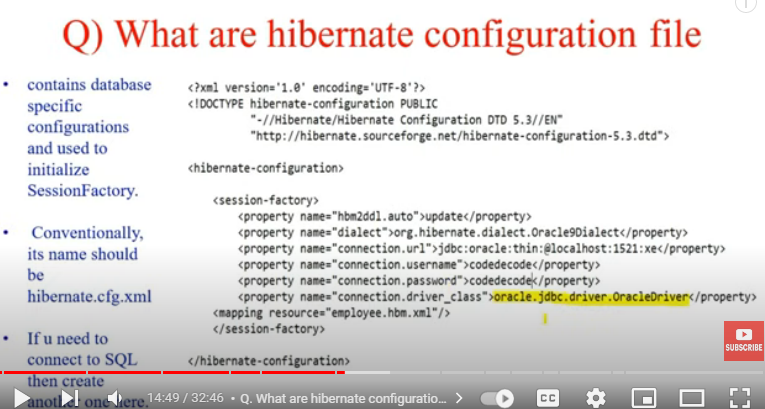 Q) What are hibernate configuration file
• contains database
specific
configurations
and used to
initialize
SessionFactory.
• Conventionally,
its name should
be
hibernate.cfg.xml
• If u need to
connect to SQL
then create
another one here.
<?xml version='1.0' encoding='UTF-8'?>
<!DOCTYPE hibernate-configuration PUBLIC
"-//Hibernate/Hibernate Configuration DTD 5.3//EN"
"http://hibernate.sourceforge.net/hibernate-configuration-5.3.dtd">
<hibernate-configuration>
<session-factory>
<property name="hbm2ddl.auto">update</property>
<property name="dialect">org.hibernate.dialect.Oracle9Dialect</property>
<property name="connection.url">jdbc:oracle:thin:@localhost:1521:xe</property>
<property name="connection.username">codedecode</property>
<property name="connection.password">codedecode</property>
<property name="connection.driver_class">oracle.jdbc.driver.OracleDriver</property>
<mapping resource="employee.hbm.xml"/>
</session-factory>
</hibernate-configuration>
SUBSCRIBE
14:49 / 32:46 • Q. What are hibernate configuratio... >
CC